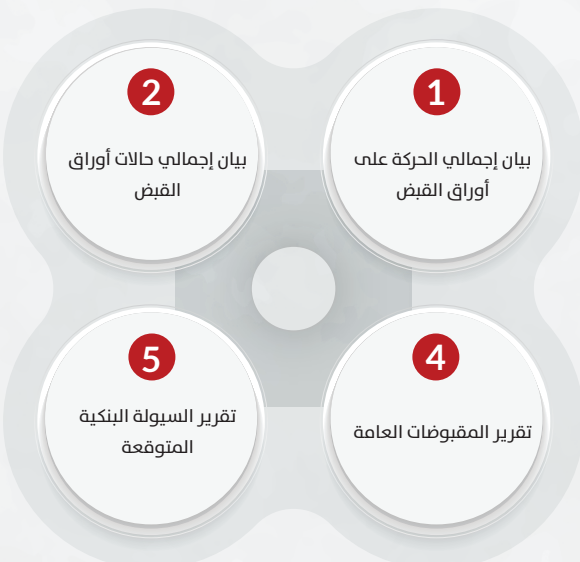 1
بيان إجمالي الحركة على
أوراق القبض
2
بيان إجمالي حالات أوراق
القبض
4
تقرير المقبوضات العامة
5
تقرير السيولة البنكية
المتوقعة